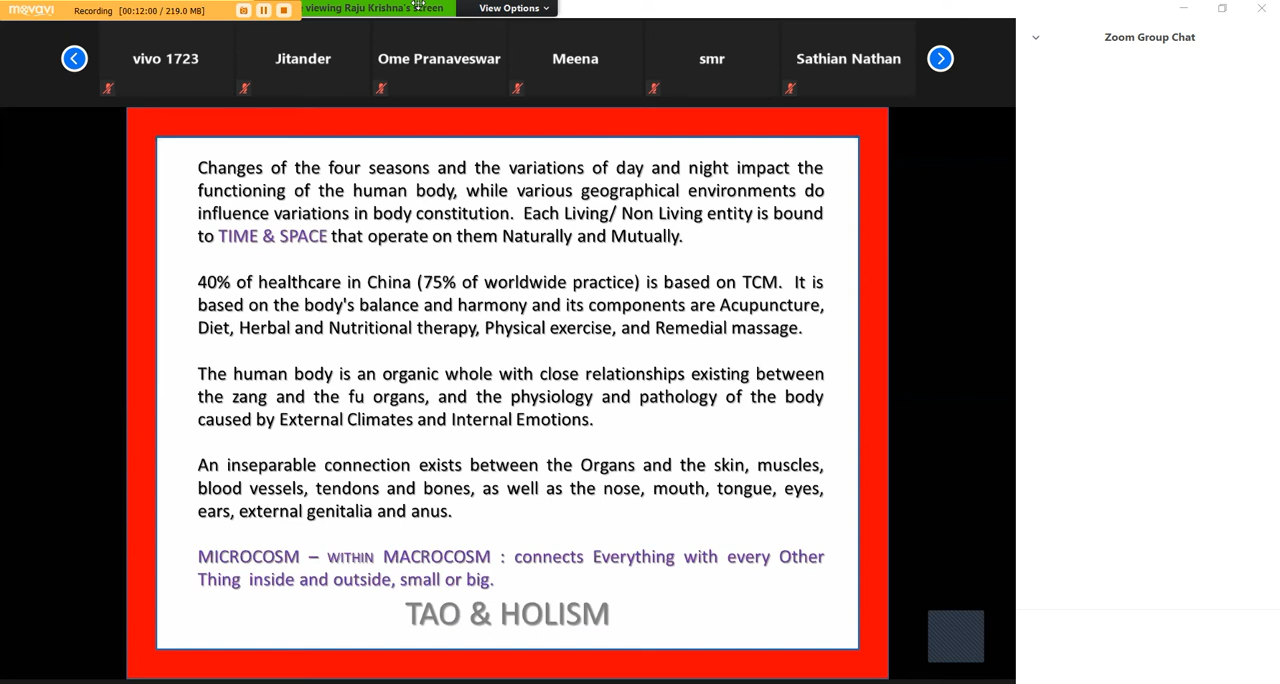 movavi Recording [00:12:00 / 219.0 MB] viewing Raju Krishna's screen View Options
Zoom Group Chat
vivo 1723 Jitander Ome Pranaveswar Meena smr Sathian Nathan
Changes of the four seasons and the variations of day and night impact the
functioning of the human body, while various geographical environments do
influence variations in body constitution. Each Living/ Non Living entity is bound
to TIME & SPACE that operate on them Naturally and Mutually.
40% of healthcare in China (75% of worldwide practice) is based on TCM. It is
based on the body's balance and harmony and its components are Acupuncture,
Diet, Herbal and Nutritional therapy, Physical exercise, and Remedial massage.
The human body is an organic whole with close relationships existing between
the zang and the fu organs, and the physiology and pathology of the body
caused by External Climates and Internal Emotions.
An inseparable connection exists between the Organs and the skin, muscles,
blood vessels, tendons and bones, as well as the nose, mouth, tongue, eyes,
ears, external genitalia and anus.
MICROCOSM – WITHIN MACROCOSM : connects Everything with every Other
Thing inside and outside, small or big.
TAO & HOLISM